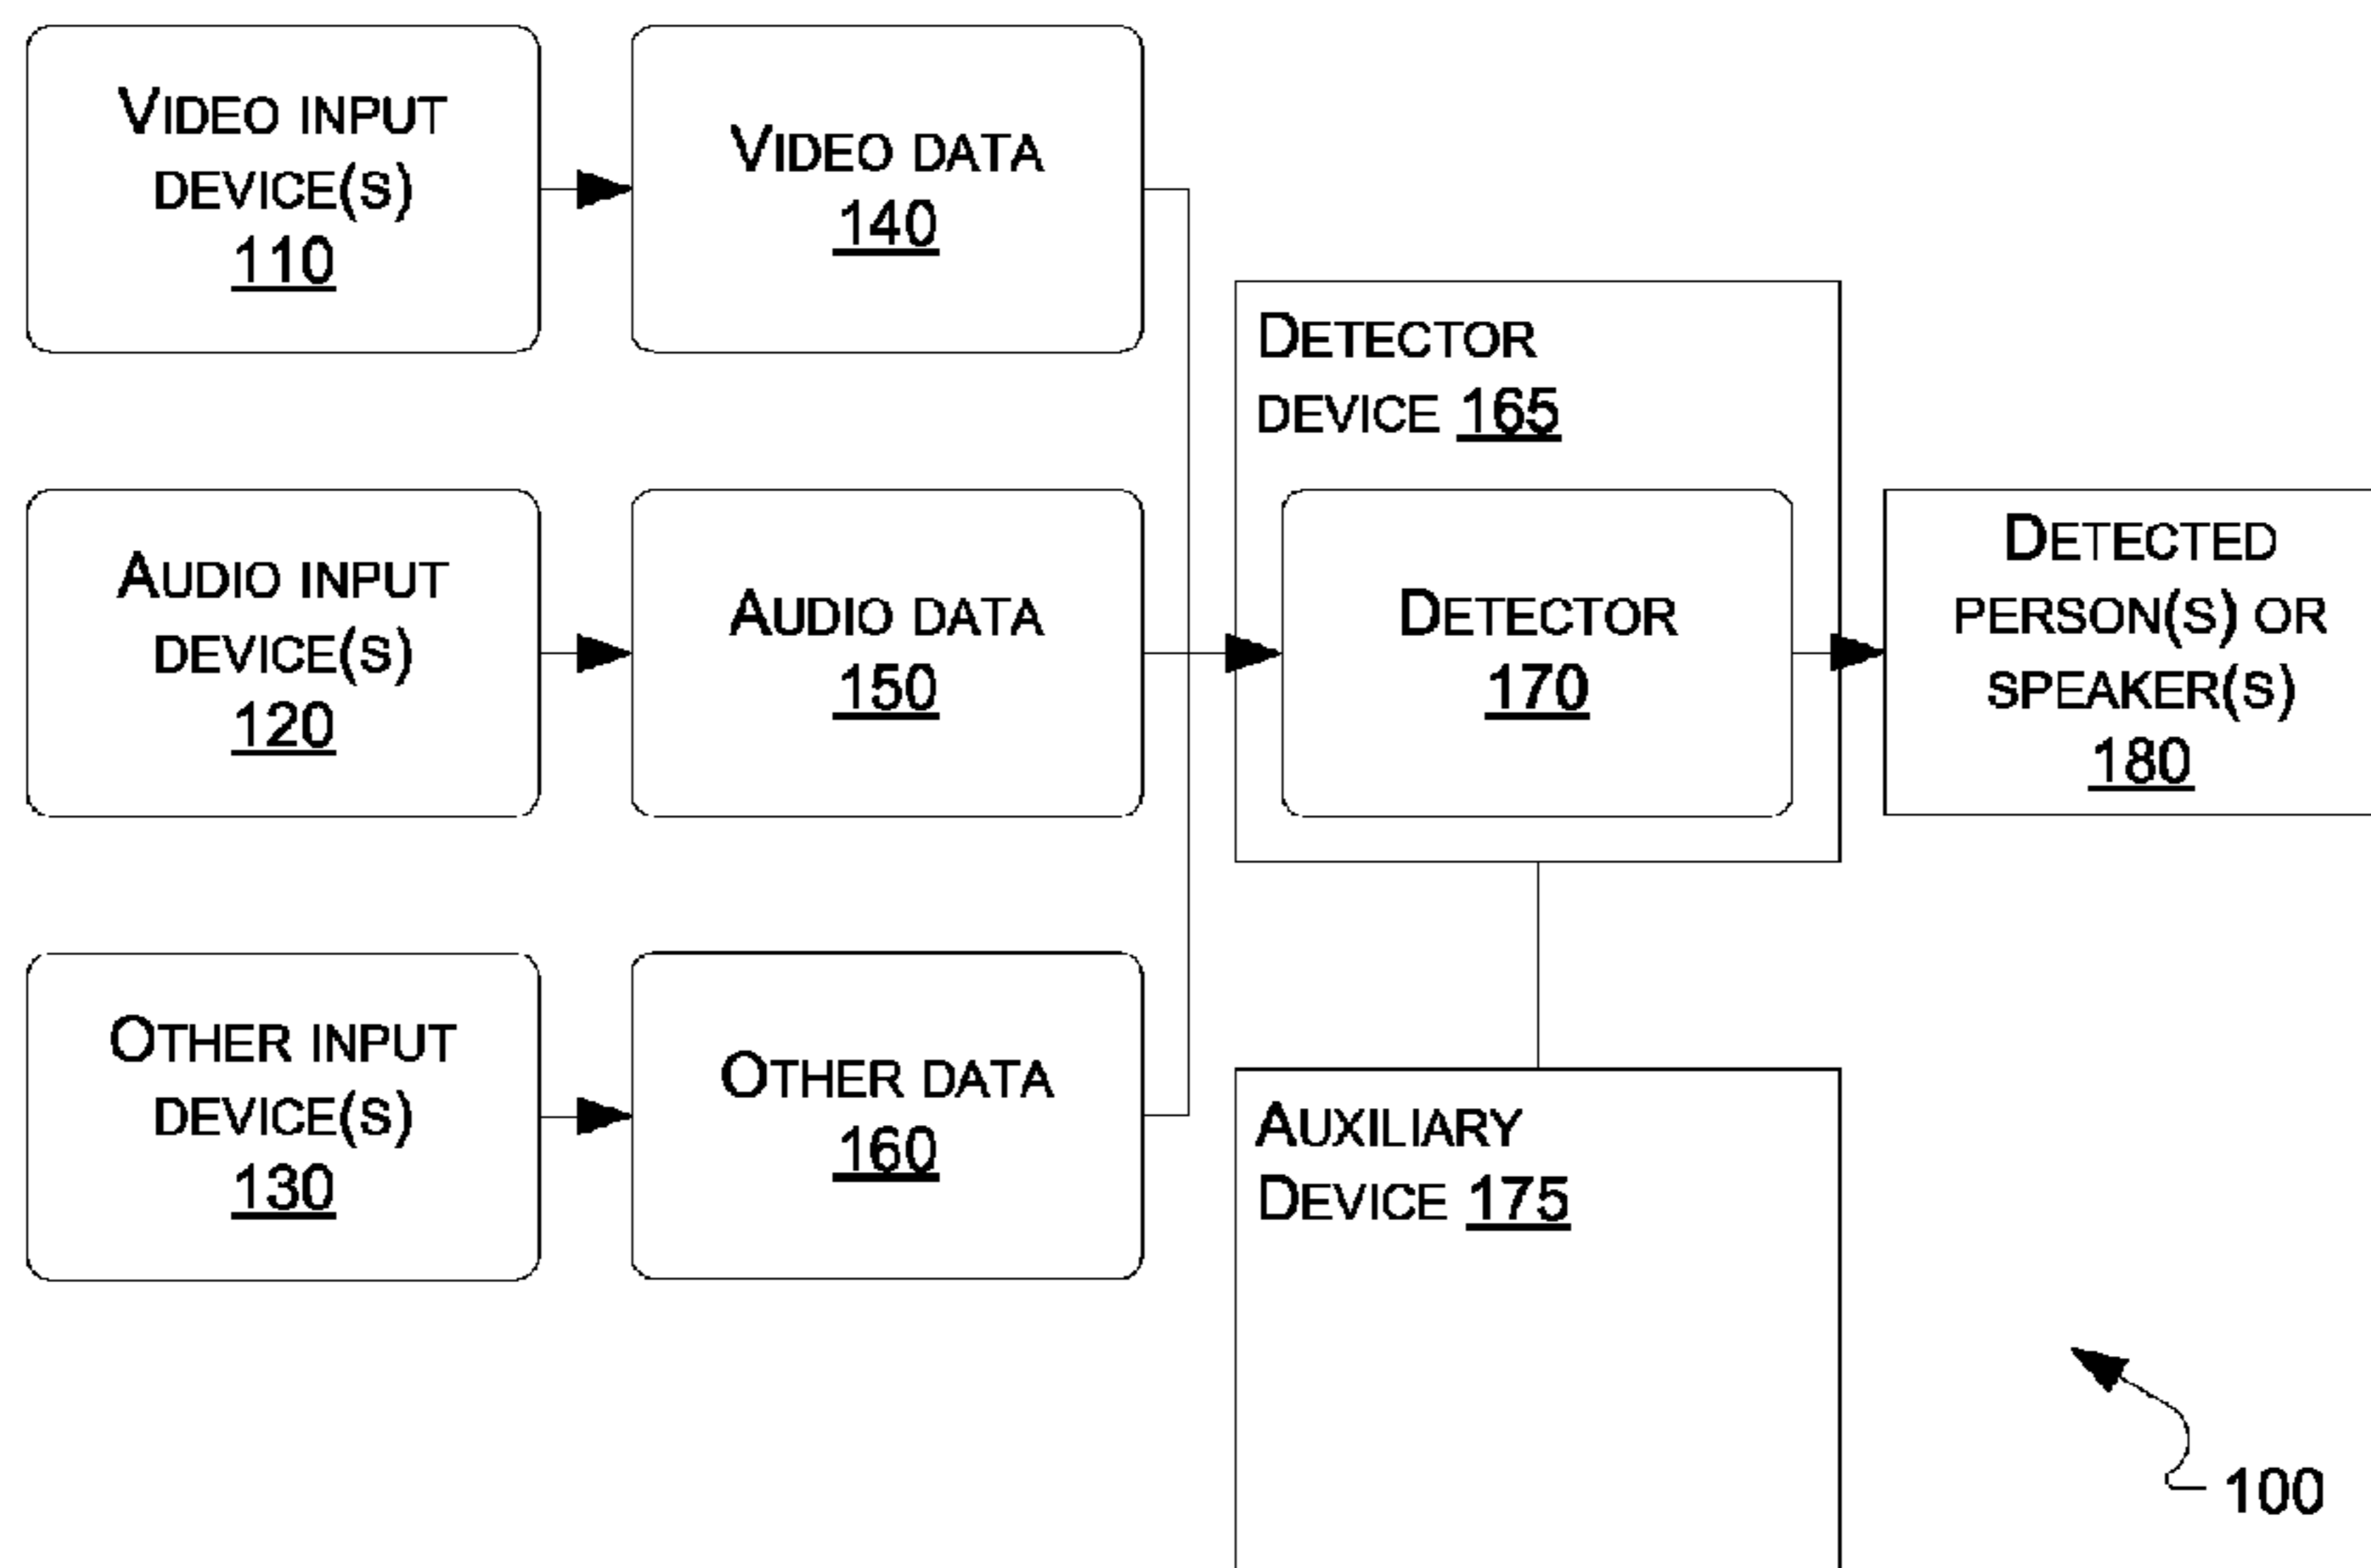 VIDEO INPUT
DEVICE(S)
110
VIDEO DATA
140
DETECTOR
DEVICE 165
AUDIO INPUT
DEVICE(S)
120
AUDIO DATA
150
DETECTOR
170
DETECTED
PERSON(S) OR
SPEAKER(S)
180
OTHER INPUT
DEVICE(S)
130
OTHER DATA
160
AUXILIARY
DEVICE 175
100